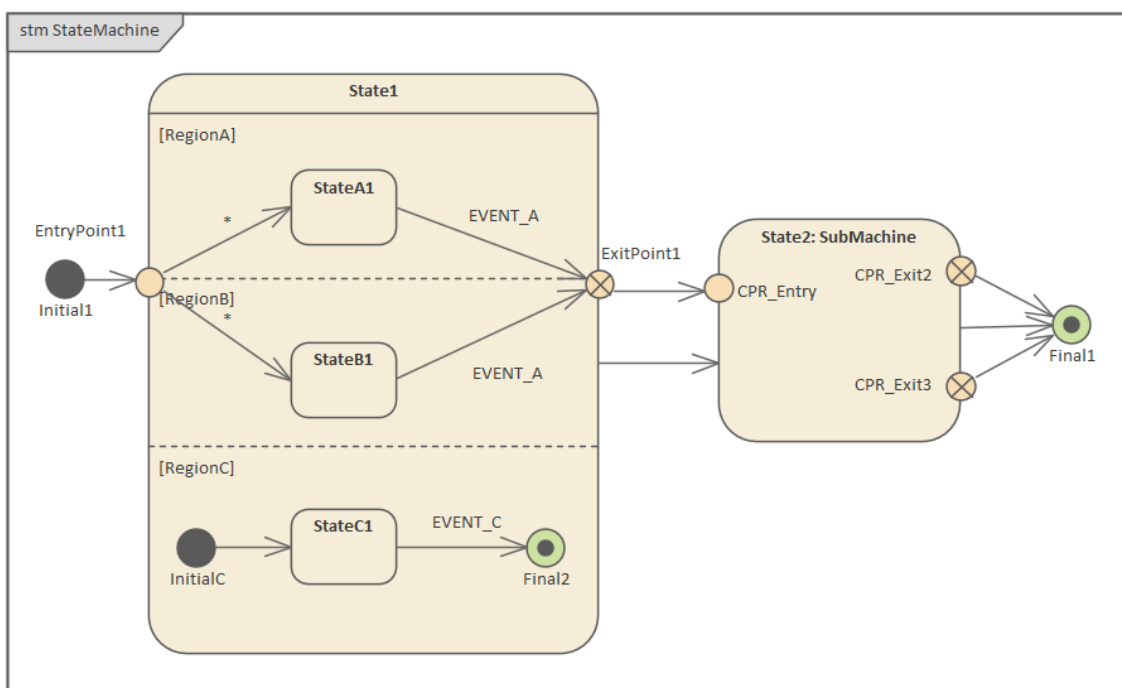 stm StateMachine
State1
[RegionA]
StateA1
*
EVENT_A
EntryPoint1
ExitPoint1
State2: SubMachine
CPR_Exit2
CPR_Entry
Initial1
[RegionB]
*
StateB1
EVENT_A
Final1
CPR_Exit3
[RegionC]
StateC1
EVENT_C
InitialC
Final2